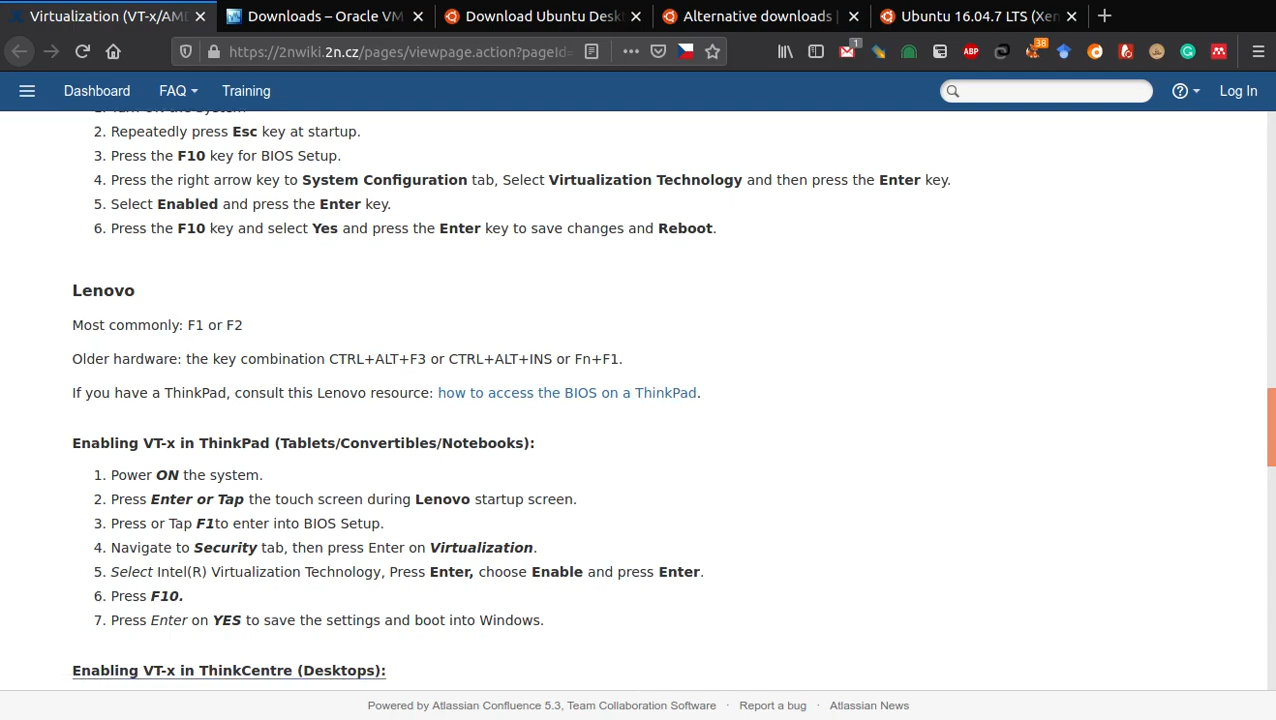 Virtualization (VT-x/AM
Downloads – Oracle VM
Download Ubuntu Deskt
Alternative downloads |
Ubuntu 16.04.7 LTS (Xen
https://2nwiki.2n.cz/pages/viewpage.action?pageId=
1
ABP
38
Dashboard
FAQ
Training
Log In
1. Turn on the system.
2. Repeatedly press Esc key at startup.
3. Press the F10 key for BIOS Setup.
4. Press the right arrow key to System Configuration tab, Select Virtualization Technology and then press the Enter key.
5. Select Enabled and press the Enter key.
6. Press the F10 key and select Yes and press the Enter key to save changes and Reboot.
Lenovo
Most commonly: F1 or F2
Older hardware: the key combination CTRL+ALT+F3 or CTRL+ALT+INS or Fn+F1.
If you have a ThinkPad, consult this Lenovo resource: how to access the BIOS on a ThinkPad.
Enabling VT-x in ThinkPad (Tablets/Convertibles/Notebooks):
1. Power ON the system.
2. Press Enter or Tap the touch screen during Lenovo startup screen.
3. Press or Tap F1to enter into BIOS Setup.
4. Navigate to Security tab, then press Enter on Virtualization.
5. Select Intel(R) Virtualization Technology, Press Enter, choose Enable and press Enter.
6. Press F10.
7. Press Enter on YES to save the settings and boot into Windows.
Enabling VT-x in ThinkCentre (Desktops):
Powered by Atlassian Confluence 5.3, Team Collaboration Software · Report a bug · Atlassian News